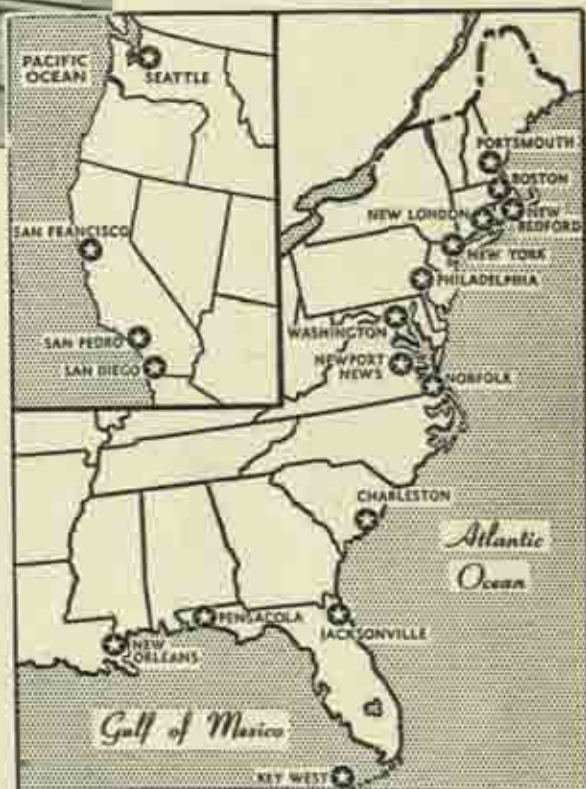 PACIFIC
OCEAN
SEATTLE
SAN FRANCISCO
SAN PEDRO
SAN DIEGO
PORTSMOUTH
BOSTON
NEW LONDON
NEW
BEDFORD
NEW YORK
PHILADELPHIA
WASHINGTON
NEWPORT
NEWS
NORFOLK
CHARLESTON
Atlantic
Ocean
PENSACOLA
JACKSONVILLE
NEW
ORLEANS
Gulf of Mexico
KEY WEST